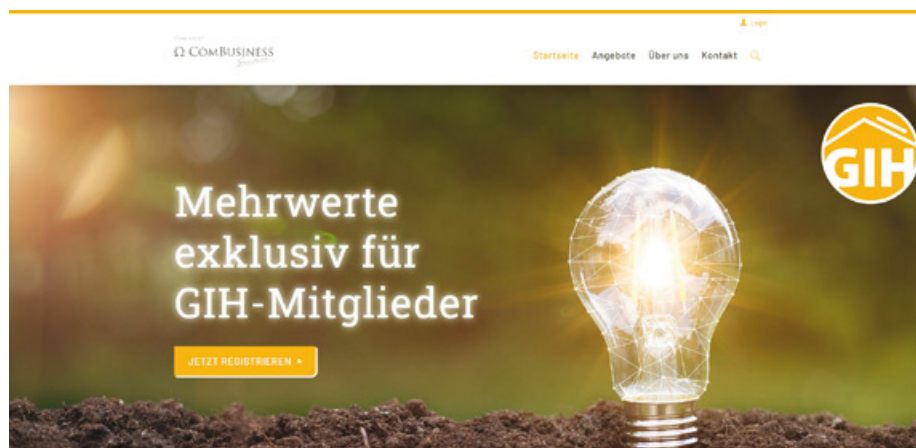 Login
Ω COMBUSINESS
Startseite Angebote Über uns Kontakt
GIH
Mehrwerte
exklusiv für
GIH-Mitglieder
JETZT REGISTRIEREN